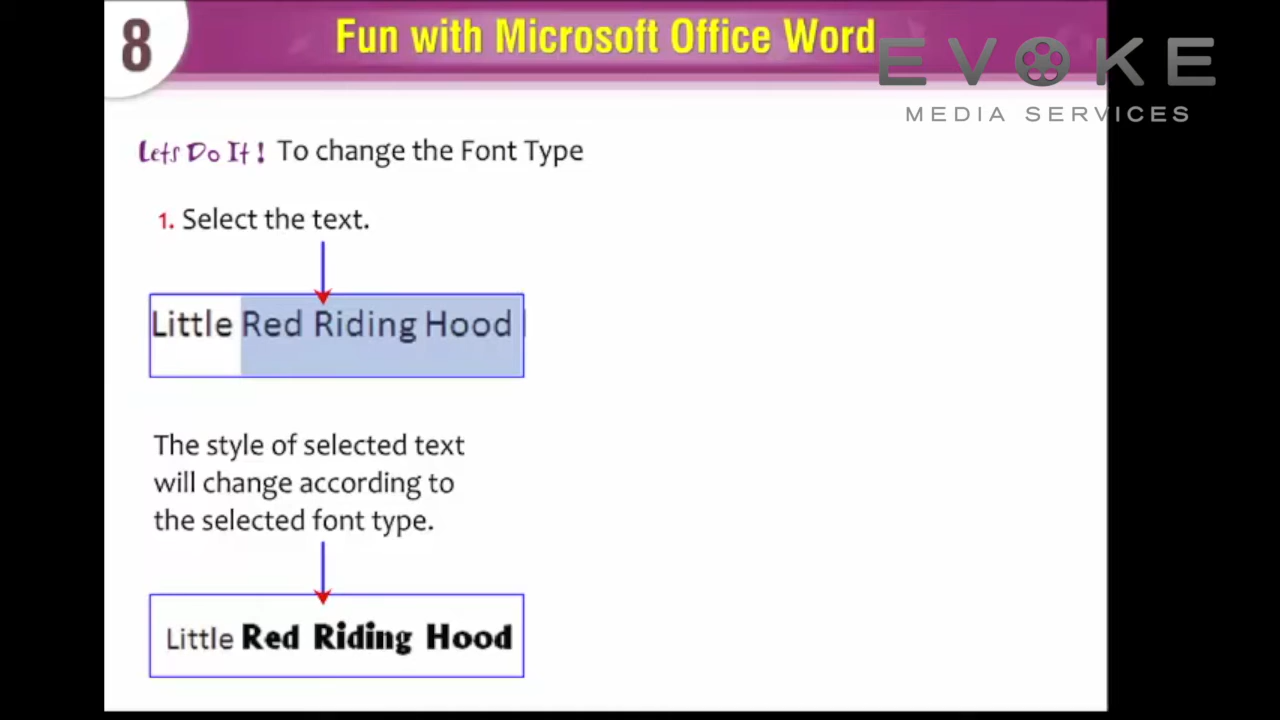 8
Fun with Microsoft Office Word
EVOKE
MEDIA SERVICES
Lets Do It! To change the Font Type
1. Select the text.
Little Red Riding Hood
The style of selected text
will change according to
the selected font type.
Little Red Riding Hood